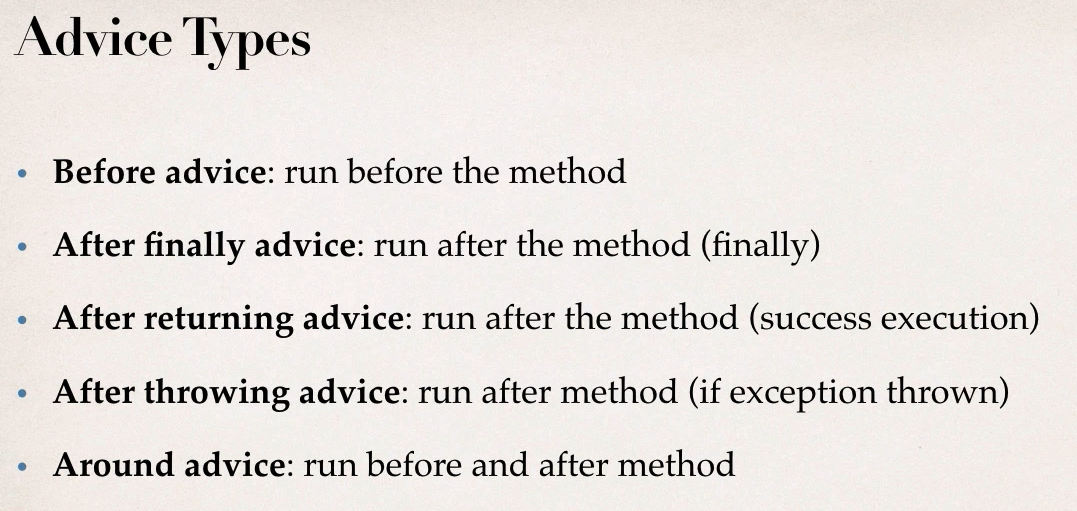 Advice Types
• Before advice: run before the method
• After finally advice: run after the method (finally)
• After returning advice: run after the method (success execution)
• After throwing advice: run after method (if exception thrown)
• Around advice: run before and after method